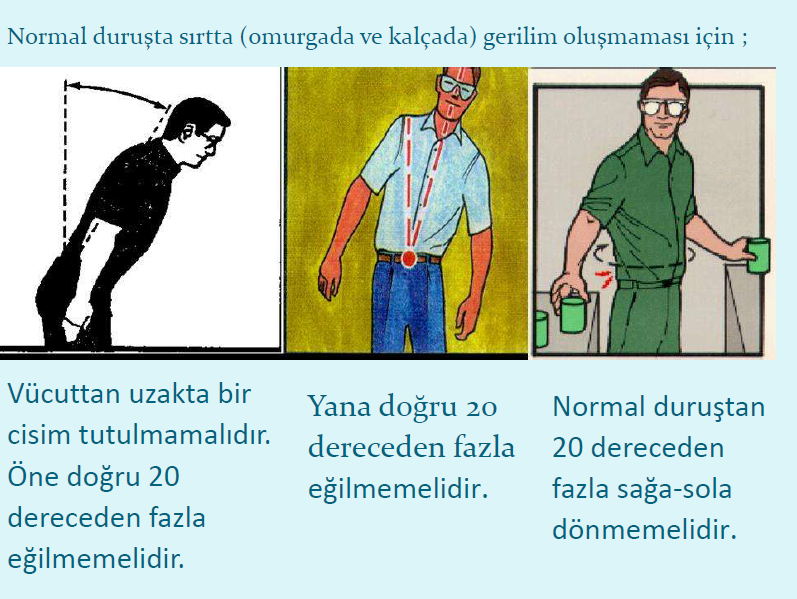 Normal duruşta sırtta (omurgada ve kalçada) gerilim oluşmaması için ;
Vücuttan uzakta bir
cisim tutulmamalıdır.
Öne doğru 20
dereceden fazla
eğilmemelidir.
Yana doğru 20
dereceden fazla
eğilmemelidir.
Normal duruştan
20 dereceden
fazla sağa-sola
dönmemelidir.